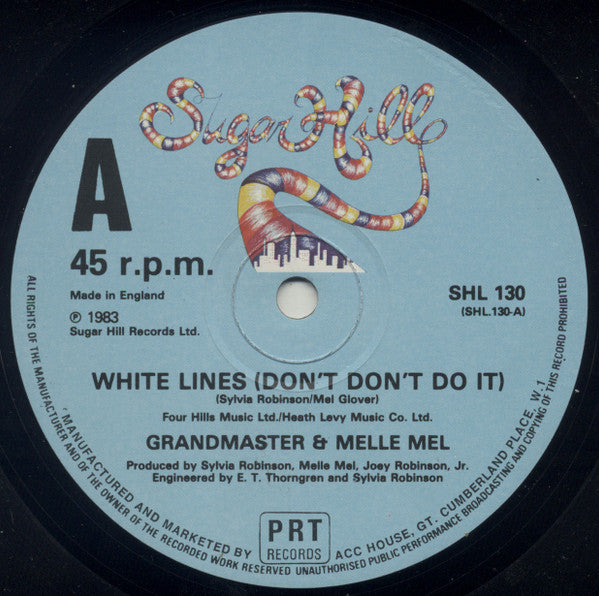 Sugar Hill
A
45 r.p.m.
Made in England
℗ 1983
Sugar Hill Records Ltd.
SHL 130
(SHL.130-A)
WHITE LINES (DON'T DON'T DO IT)
(Sylvia Robinson/Mel Glover)
Four Hills Music Ltd./Heath Levy Music Co. Ltd.
GRANDMASTER & MELLE MEL
Produced by Sylvia Robinson, Melle Mel, Joey Robinson, Jr.
Engineered by E. T. Thorngren and Sylvia Robinson
PRT
RECORDS
MANUFACTURED AND MARKETED BY
ACC HOUSE, GT. CUMBERLAND PLACE, W.1
ALL RIGHTS OF THE MANUFACTURER AND OF THE OWNER OF THE RECORDED WORK RESERVED UNAUTHORISED PUBLIC PERFORMANCE BROADCASTING AND COPYING OF THIS RECORD PROHIBITED